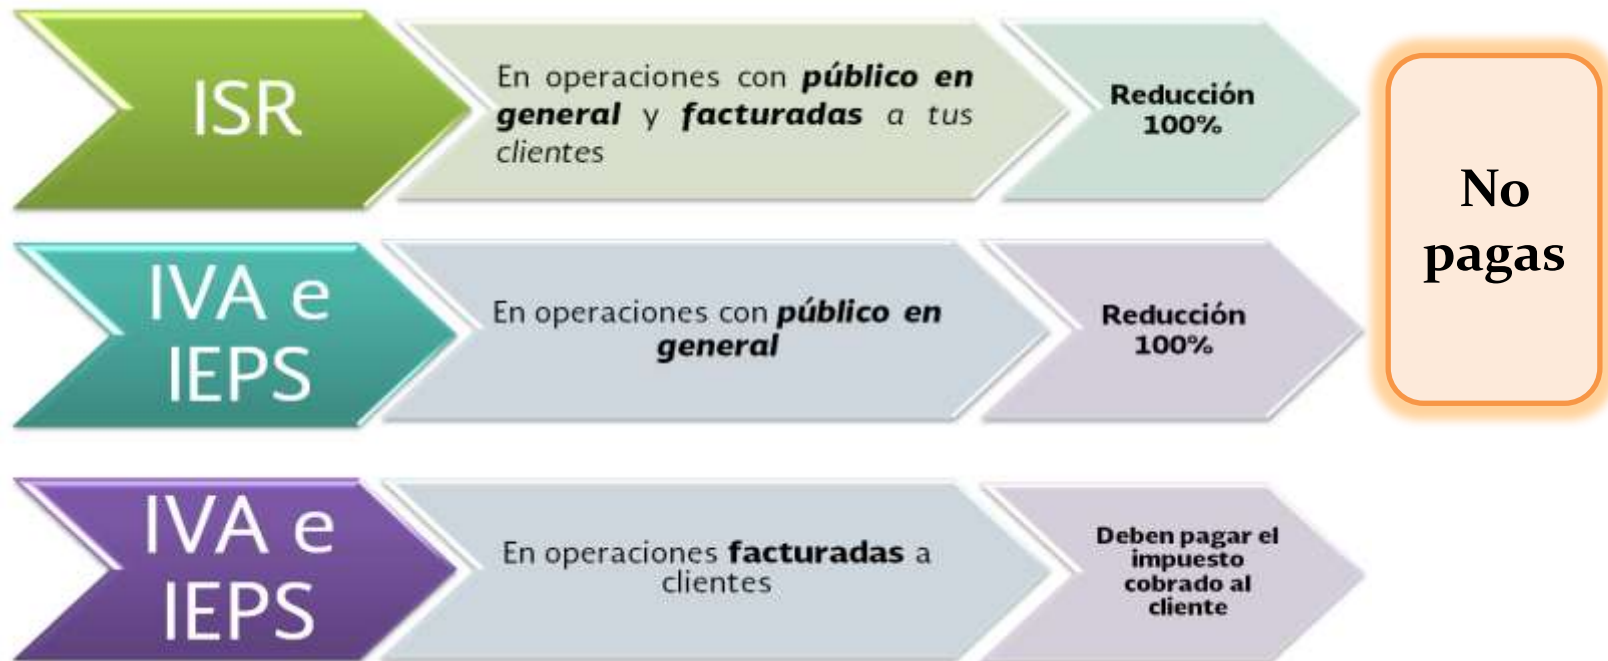 ISR
En operaciones con público en
general y facturadas a tus
clientes
Reducción
100%
No
pagas
IVA e
IEPS
En operaciones con público en
general
Reducción
100%
IVA e
IEPS
En operaciones facturadas a
clientes
Deben pagar el
impuesto
cobrado al
cliente